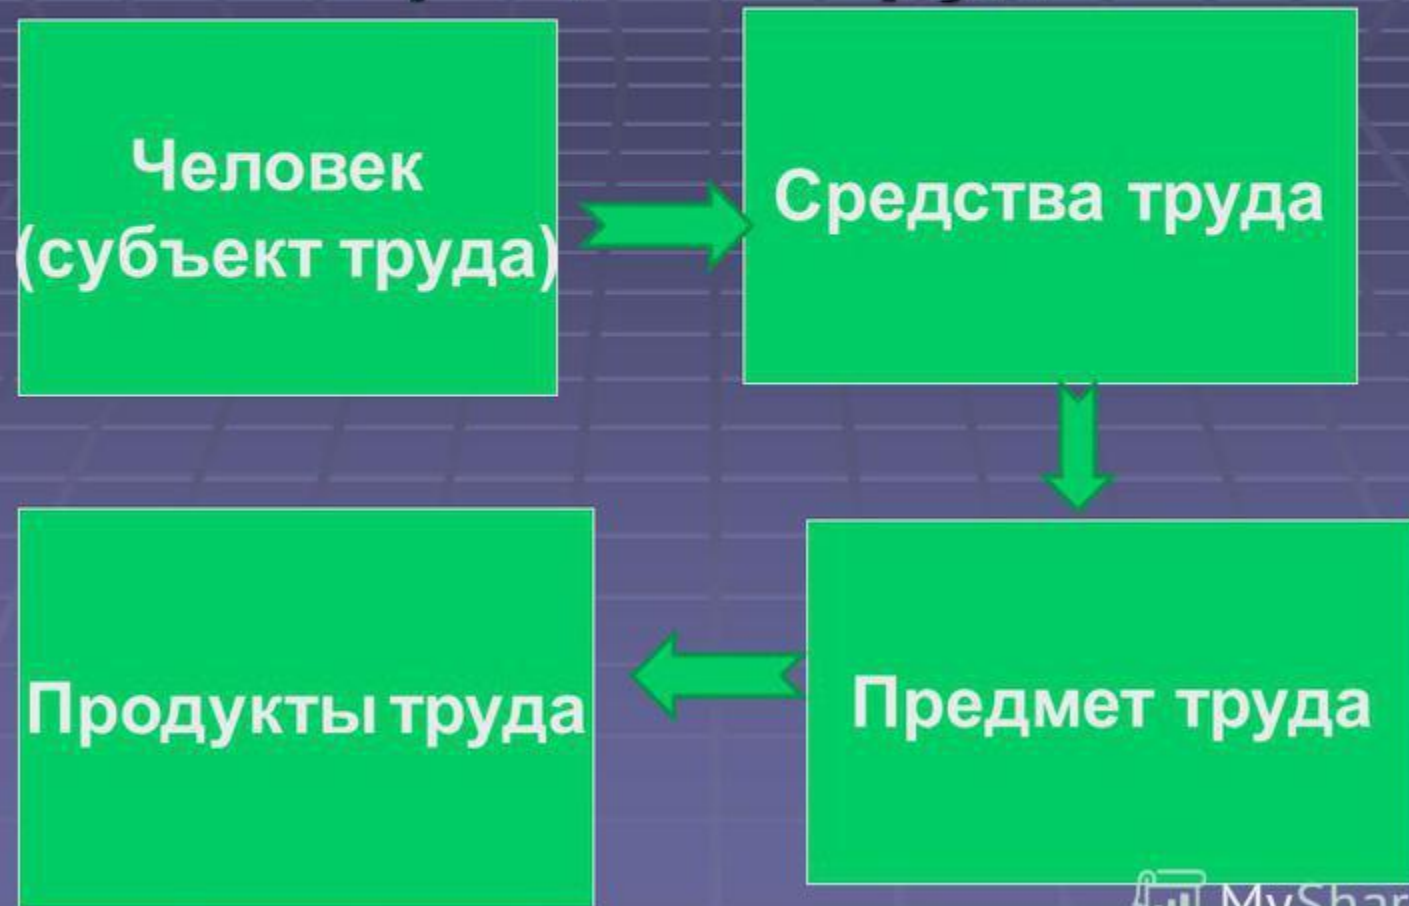 Человек
(субъект труда)
Средства труда
Продукты труда
Предмет труда